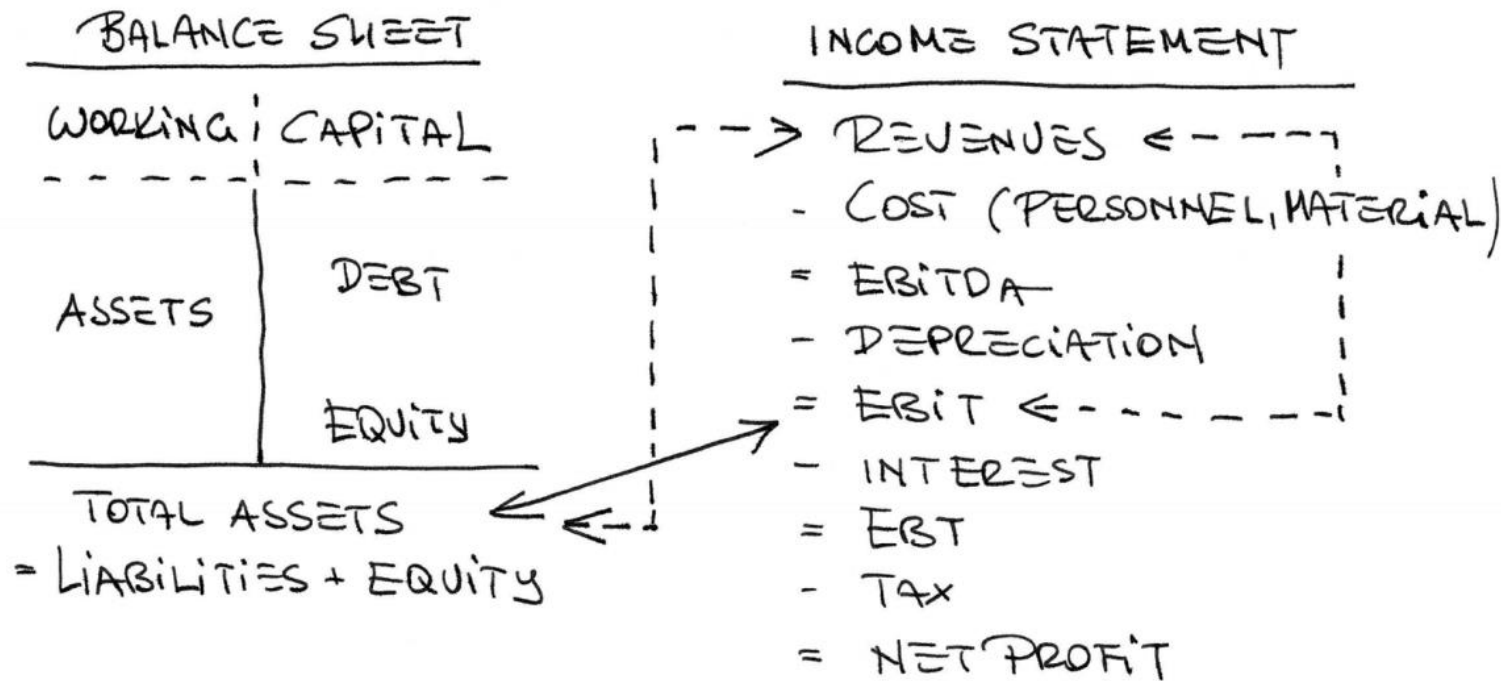 BALANCE SHEET
WORKING CAPITAL
ASSETS
DEBT
EQUITY
TOTAL ASSETS
= LIABILITIES + EQUITY
INCOME STATEMENT
REVENUES
- COST (PERSONNEL, MATERIAL)
= EBITDA
- DEPRECIATION
= EBIT
- INTEREST
= EBT
- TAX
= NET PROFIT